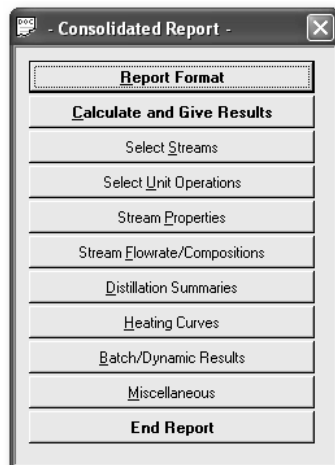 DOC
- Consolidated Report -
Report Format
Calculate and Give Results
Select Streams
Select Unit Operations
Stream Properties
Stream Flowrate/Compositions
Distillation Summaries
Heating Curves
Batch/Dynamic Results
Miscellaneous
End Report